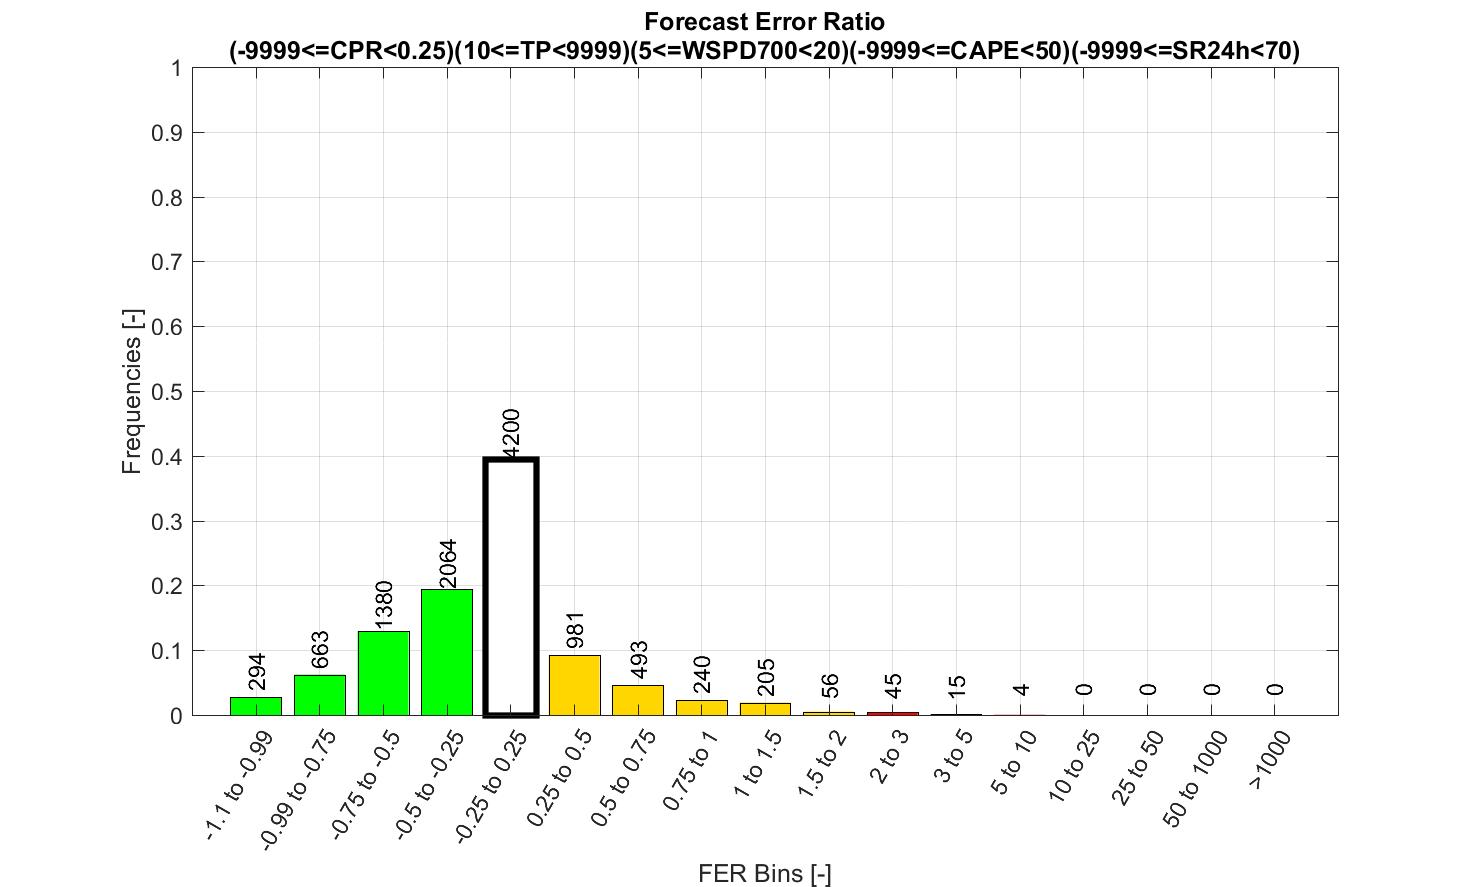 Forecast Error Ratio
(-9999<=CPR<0.25)(10<=TP<9999)(5<=WSPD700<20)(-9999<=CAPE<50)(-9999<=SR24h<70)
1
0.9
0.8
0.7
0.6
0.5
0.4
0.3
0.2
0.1
0
Frequencies [-]
294
663
1380
2064
4200
981
493
240
205
56
45
15
4
0
0
0
0
-1.1 to -0.99
-0.99 to -0.75
-0.75 to -0.5
-0.5 to -0.25
-0.25 to 0.25
0.25 to 0.5
0.5 to 0.75
0.75 to 1
1 to 1.5
1.5 to 2
2 to 3
3 to 5
5 to 10
10 to 25
25 to 50
50 to 1000
>1000
FER Bins [-]